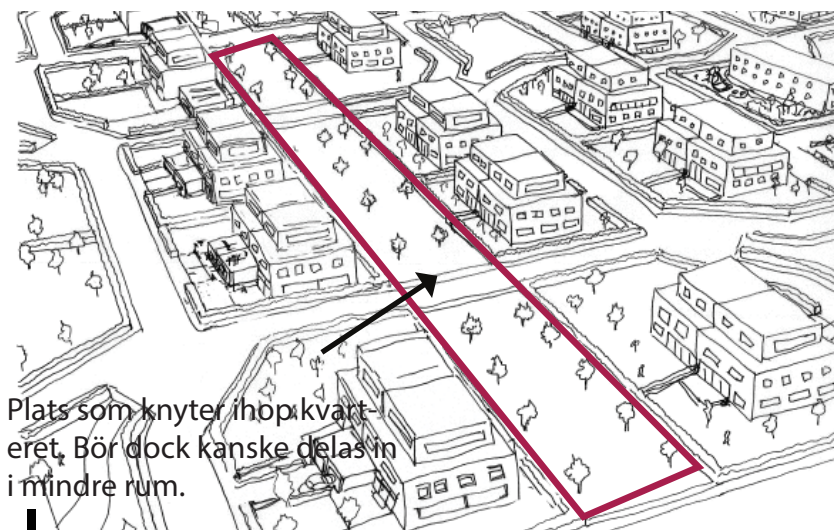 Plats som knyter ihop kvart-
eret. Bör dock kanske delas in
i mindre rum.